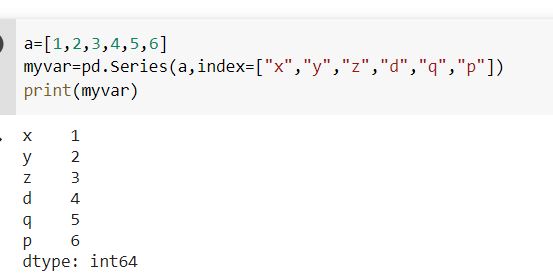 a=[1,2,3,4,5,6]
myvar=pd.Series(a,index=["x","y","z","d","q","p"])
print(myvar)
x    1
y    2
z    3
d    4
q    5
p    6
dtype: int64